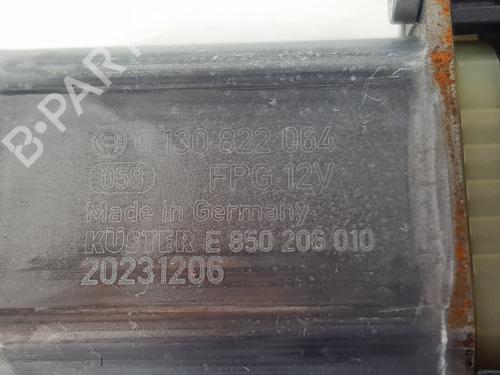 B-PARTS
0 130 822 064
058 FPG 12V
Made in Germany
KÜSTER E 850 206 010
20231206